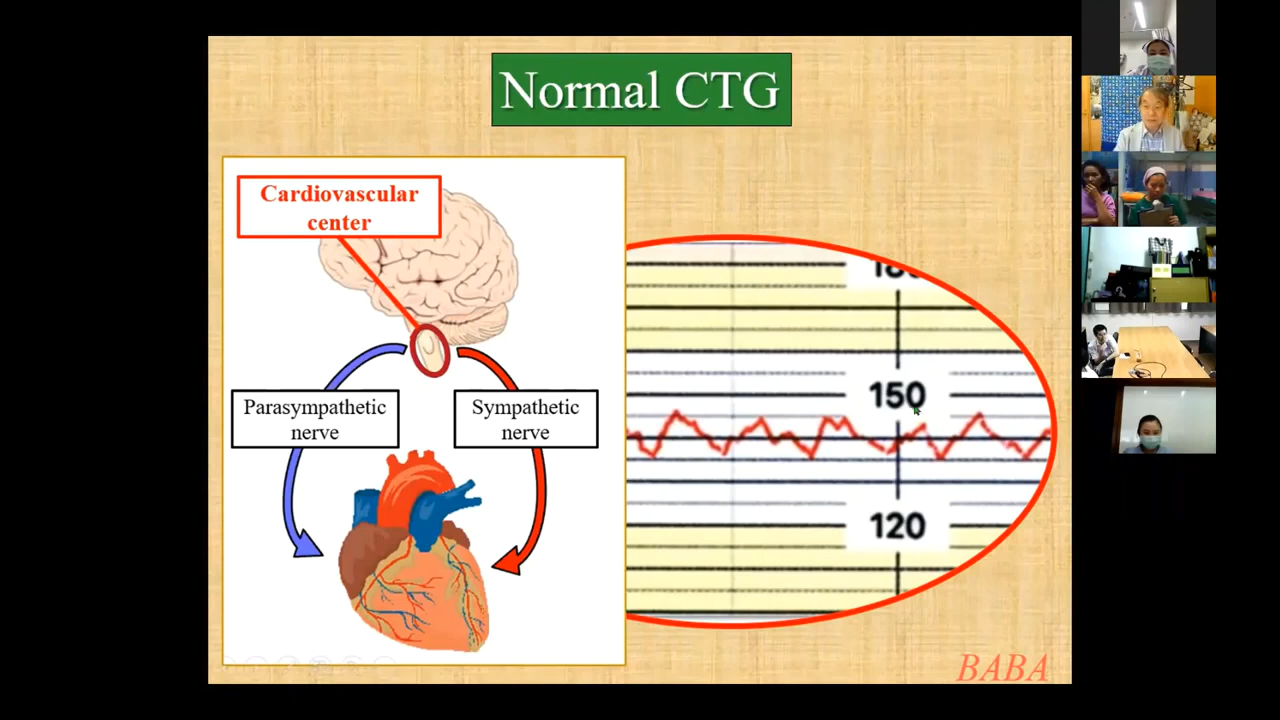 Normal CTG
Cardiovascular
center
Parasympathetic
nerve
Sympathetic
nerve
150
120
BABA